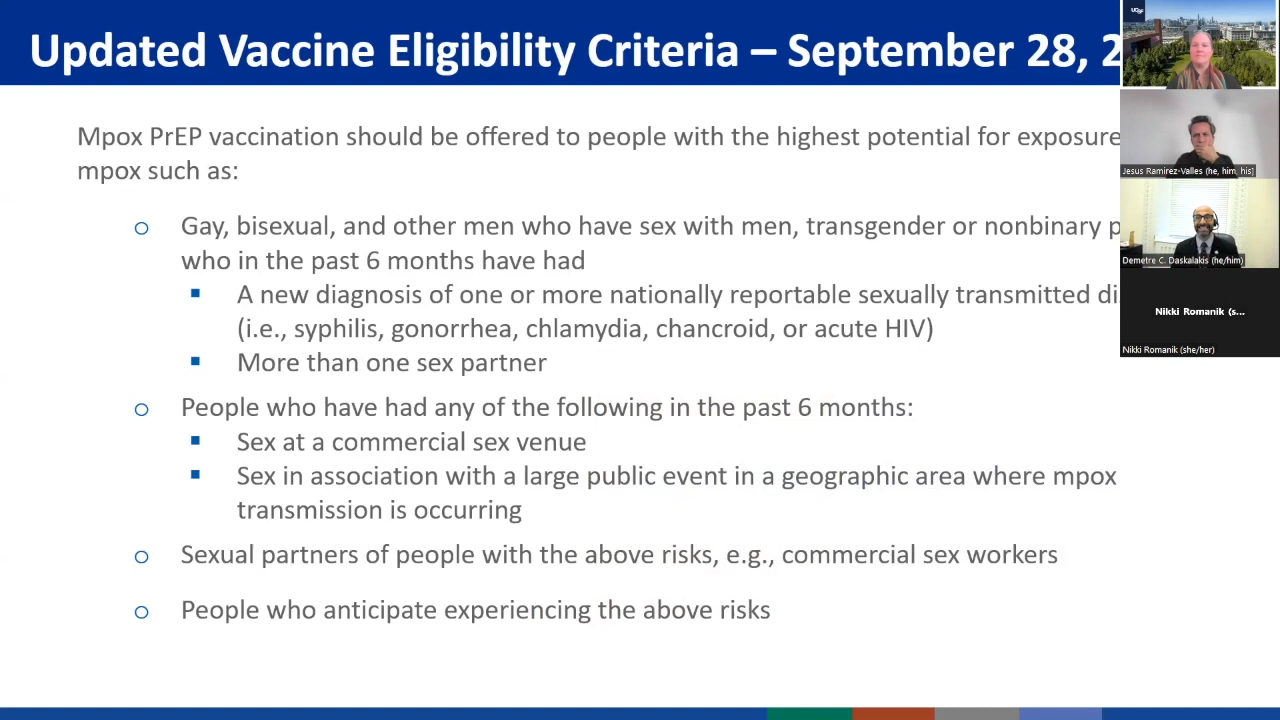 Updated Vaccine Eligibility Criteria – September 28,
Mpox PrEP vaccination should be offered to people with the highest potential for exposure
mpox such as:
o Gay, bisexual, and other men who have sex with men, transgender or nonbinary
who in the past 6 months have had
▪ A new diagnosis of one or more nationally reportable sexually transmitted
(i.e., syphilis, gonorrhea, chlamydia, chancroid, or acute HIV)
▪ More than one sex partner
o People who have had any of the following in the past 6 months:
▪ Sex at a commercial sex venue
▪ Sex in association with a large public event in a geographic area where mpox
transmission is occurring
o Sexual partners of people with the above risks, e.g., commercial sex workers
o People who anticipate experiencing the above risks
UCSF
Jesus Ramirez-Valles (he, him, his]
Demetre C. Daskalakis (he/him)
Nikki Romanik (s...
Nikki Romanik (she/her)